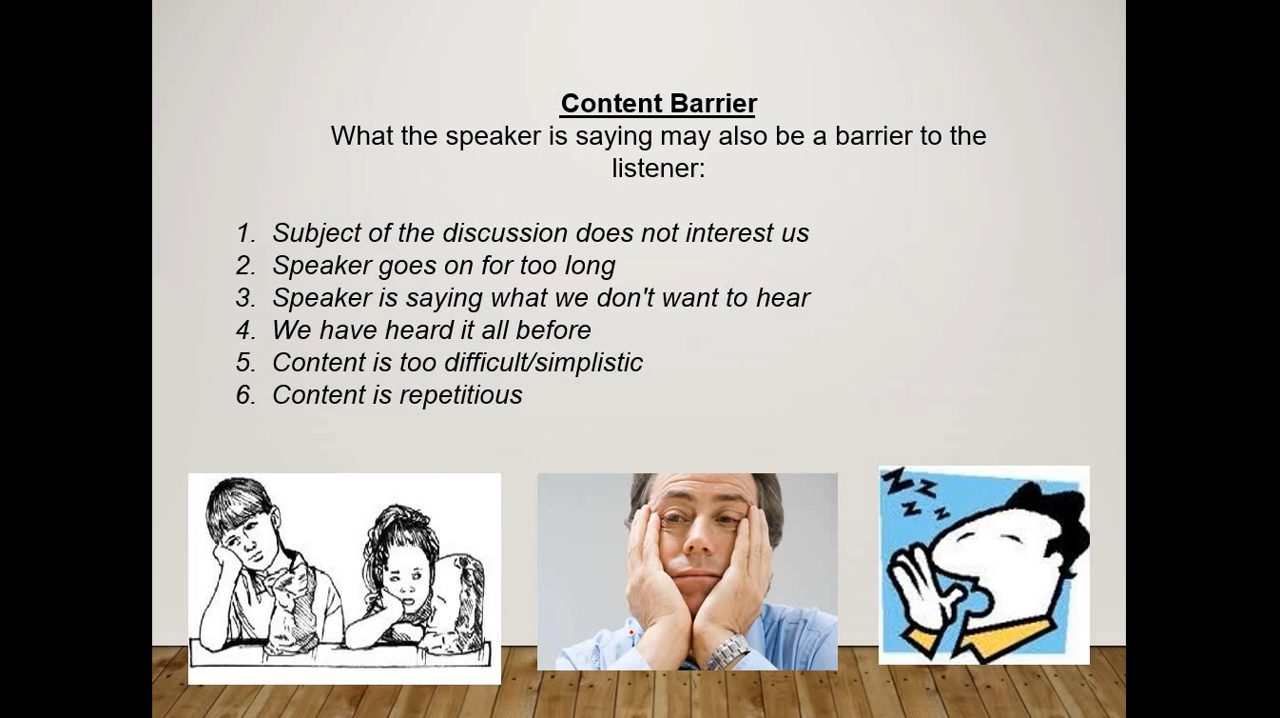 Content Barrier
What the speaker is saying may also be a barrier to the
listener:
1. Subject of the discussion does not interest us
2. Speaker goes on for too long
3. Speaker is saying what we don't want to hear
4. We have heard it all before
5. Content is too difficult/simplistic
6. Content is repetitious
Z Z
Z Z